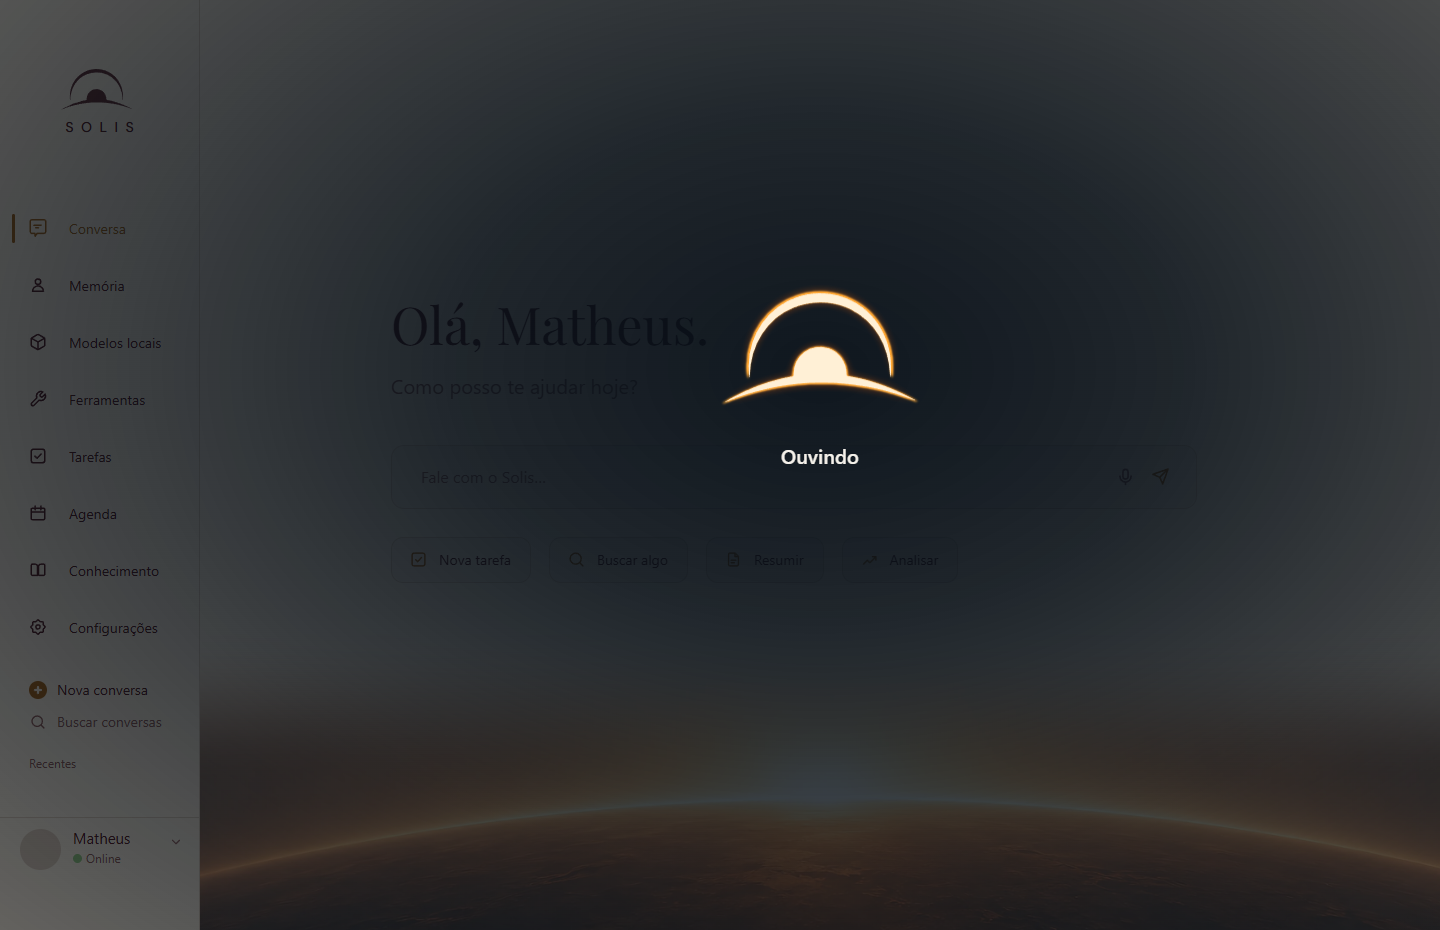 SOLIS
Conversa
Memória
Modelos locais
Ferramentas
Tarefas
Agenda
Conhecimento
Configurações
Nova conversa
Buscar conversas
Recentes
Matheus
Online
Olá, Matheus.
Como posso te ajudar hoje?
Ouvindo
Fale com o Solis...
Nova tarefa
Buscar algo
Resumir
Analisar